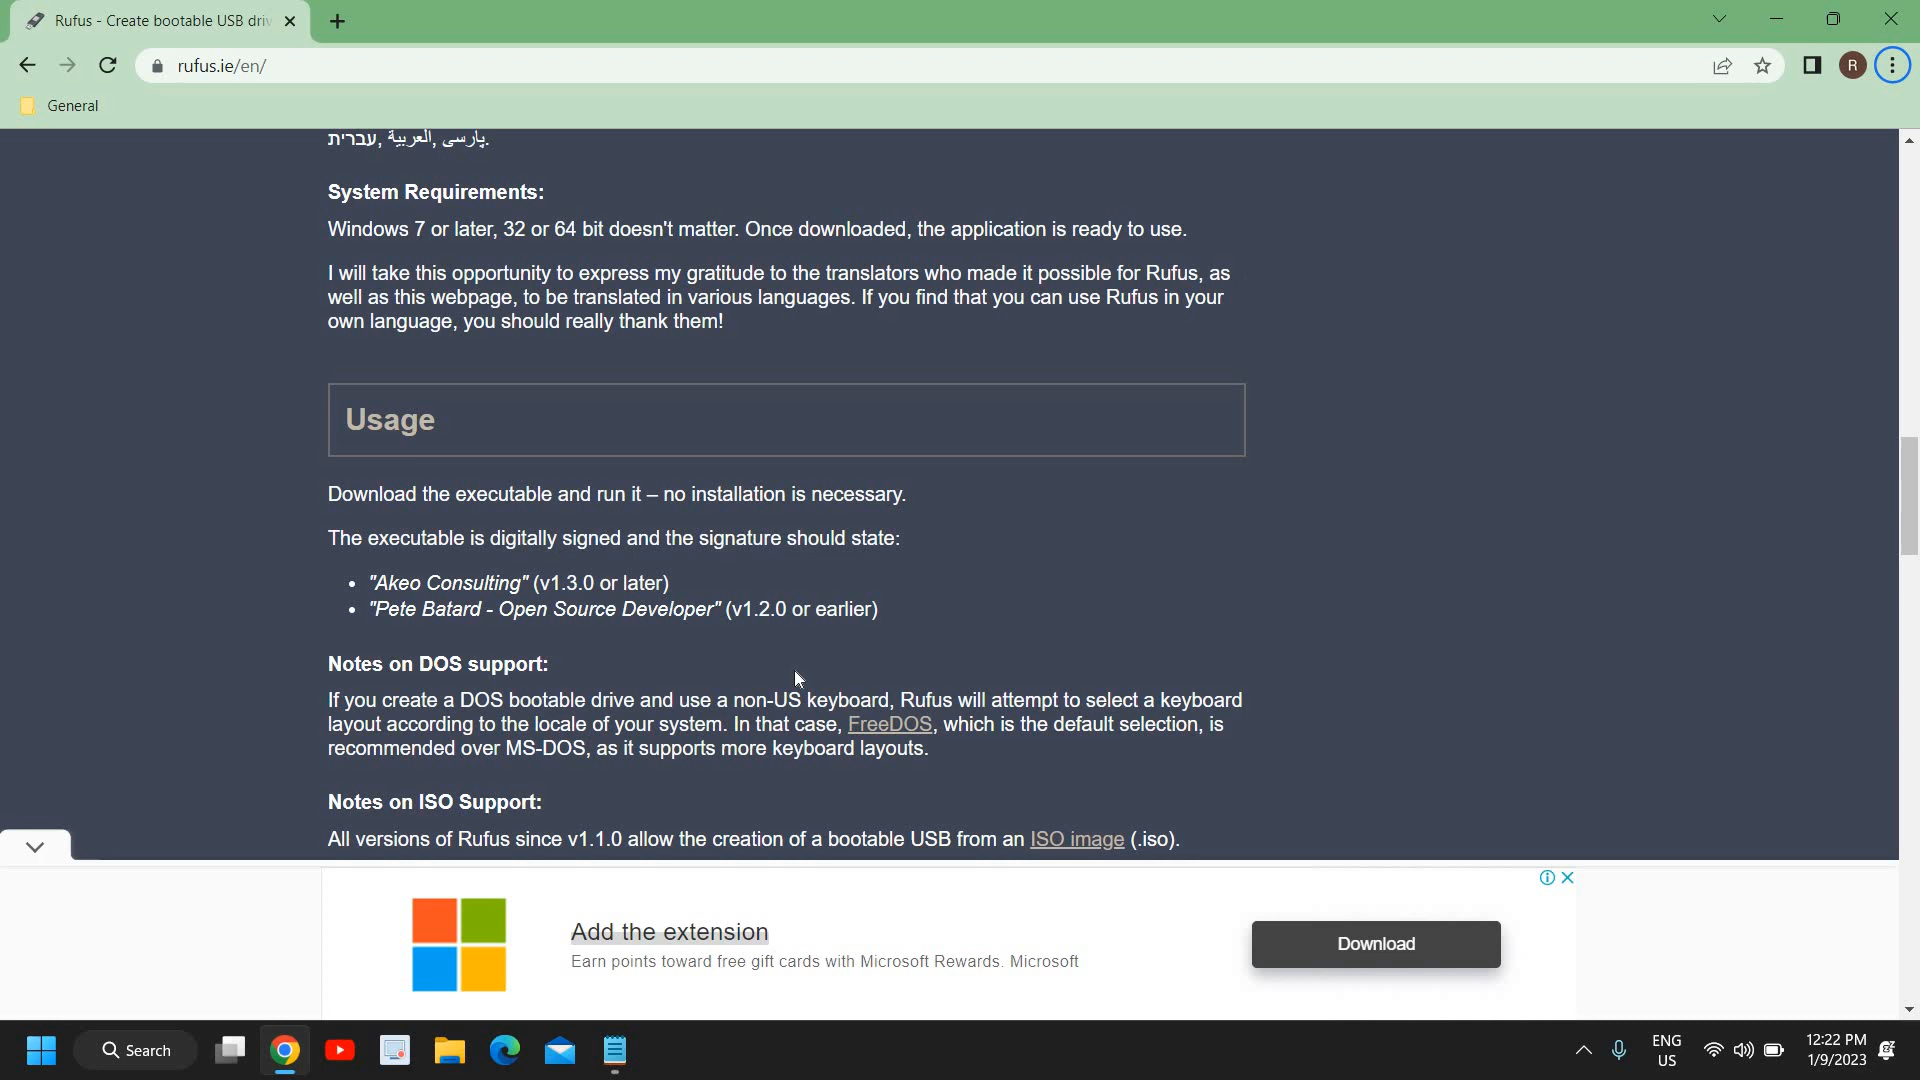 Rufus - Create bootable USB driv
rufus.ie/en/
R
General
עברית, العربية, پارسی.
System Requirements:
Windows 7 or later, 32 or 64 bit doesn't matter. Once downloaded, the application is ready to use.
I will take this opportunity to express my gratitude to the translators who made it possible for Rufus, as
well as this webpage, to be translated in various languages. If you find that you can use Rufus in your
own language, you should really thank them!
Usage
Download the executable and run it – no installation is necessary.
The executable is digitally signed and the signature should state:
• "Akeo Consulting" (v1.3.0 or later)
• "Pete Batard - Open Source Developer" (v1.2.0 or earlier)
Notes on DOS support:
If you create a DOS bootable drive and use a non-US keyboard, Rufus will attempt to select a keyboard
layout according to the locale of your system. In that case, FreeDOS, which is the default selection, is
recommended over MS-DOS, as it supports more keyboard layouts.
Notes on ISO Support:
All versions of Rufus since v1.1.0 allow the creation of a bootable USB from an ISO image (.iso).
Add the extension
Earn points toward free gift cards with Microsoft Rewards. Microsoft
Download
Search
ENG
US
12:22 PM
1/9/2023